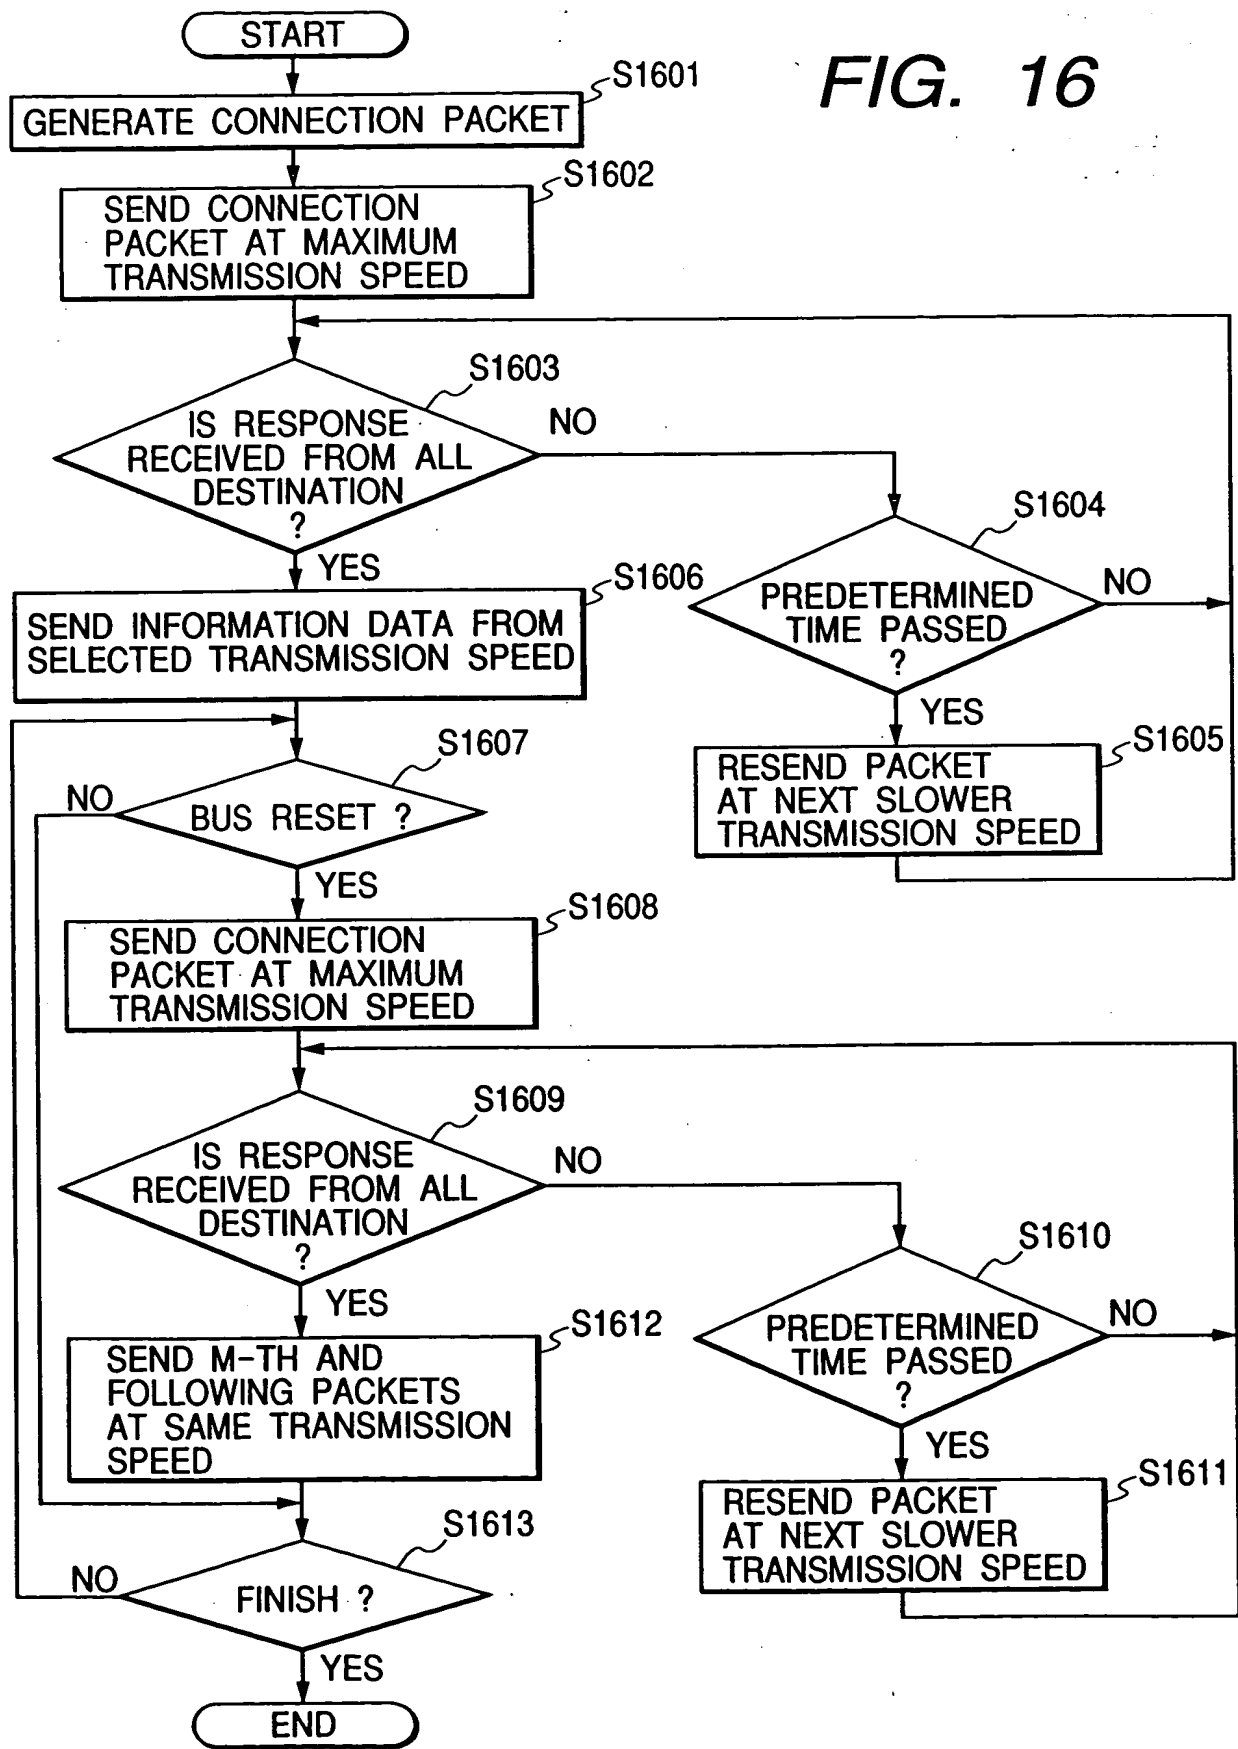 START
FIG. 16
S1601
GENERATE CONNECTION PACKET
S1602
SEND CONNECTION
PACKET AT MAXIMUM
TRANSMISSION SPEED
S1603
IS RESPONSE
RECEIVED FROM ALL
DESTINATION
?
NO
YES
S1604
PREDETERMINED
TIME PASSED
?
NO
YES
S1605
RESEND PACKET
AT NEXT SLOWER
TRANSMISSION SPEED
S1606
SEND INFORMATION DATA FROM
SELECTED TRANSMISSION SPEED
S1607
BUS RESET ?
NO
YES
S1608
SEND CONNECTION
PACKET AT MAXIMUM
TRANSMISSION SPEED
S1609
IS RESPONSE
RECEIVED FROM ALL
DESTINATION
?
NO
YES
S1610
PREDETERMINED
TIME PASSED
?
NO
YES
S1611
RESEND PACKET
AT NEXT SLOWER
TRANSMISSION SPEED
S1612
SEND M-TH AND
FOLLOWING PACKETS
AT SAME TRANSMISSION
SPEED
S1613
FINISH ?
NO
YES
END